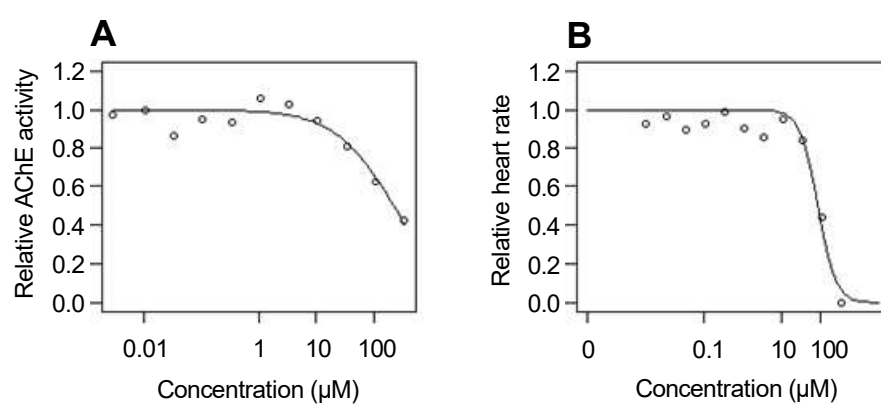 A
Relative AChE activity
1.2
1.0
0.8
0.6
0.4
0.2
0.0
0.01 1 10 100
Concentration (µM)
B
Relative heart rate
1.2
1.0
0.8
0.6
0.4
0.2
0.0
0 0.1 10 100
Concentration (µM)